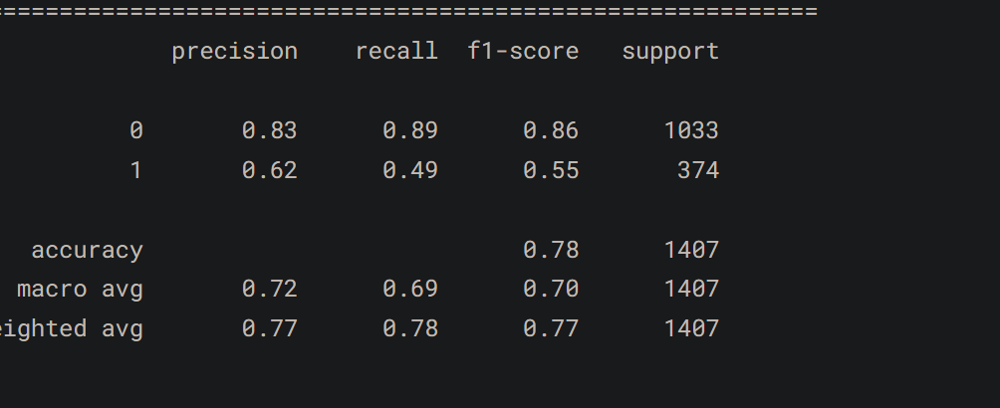 =========================================================
precision recall f1-score support
0 0.83 0.89 0.86 1033
1 0.62 0.49 0.55 374
accuracy 0.78 1407
macro avg 0.72 0.69 0.70 1407
eighted avg 0.77 0.78 0.77 1407